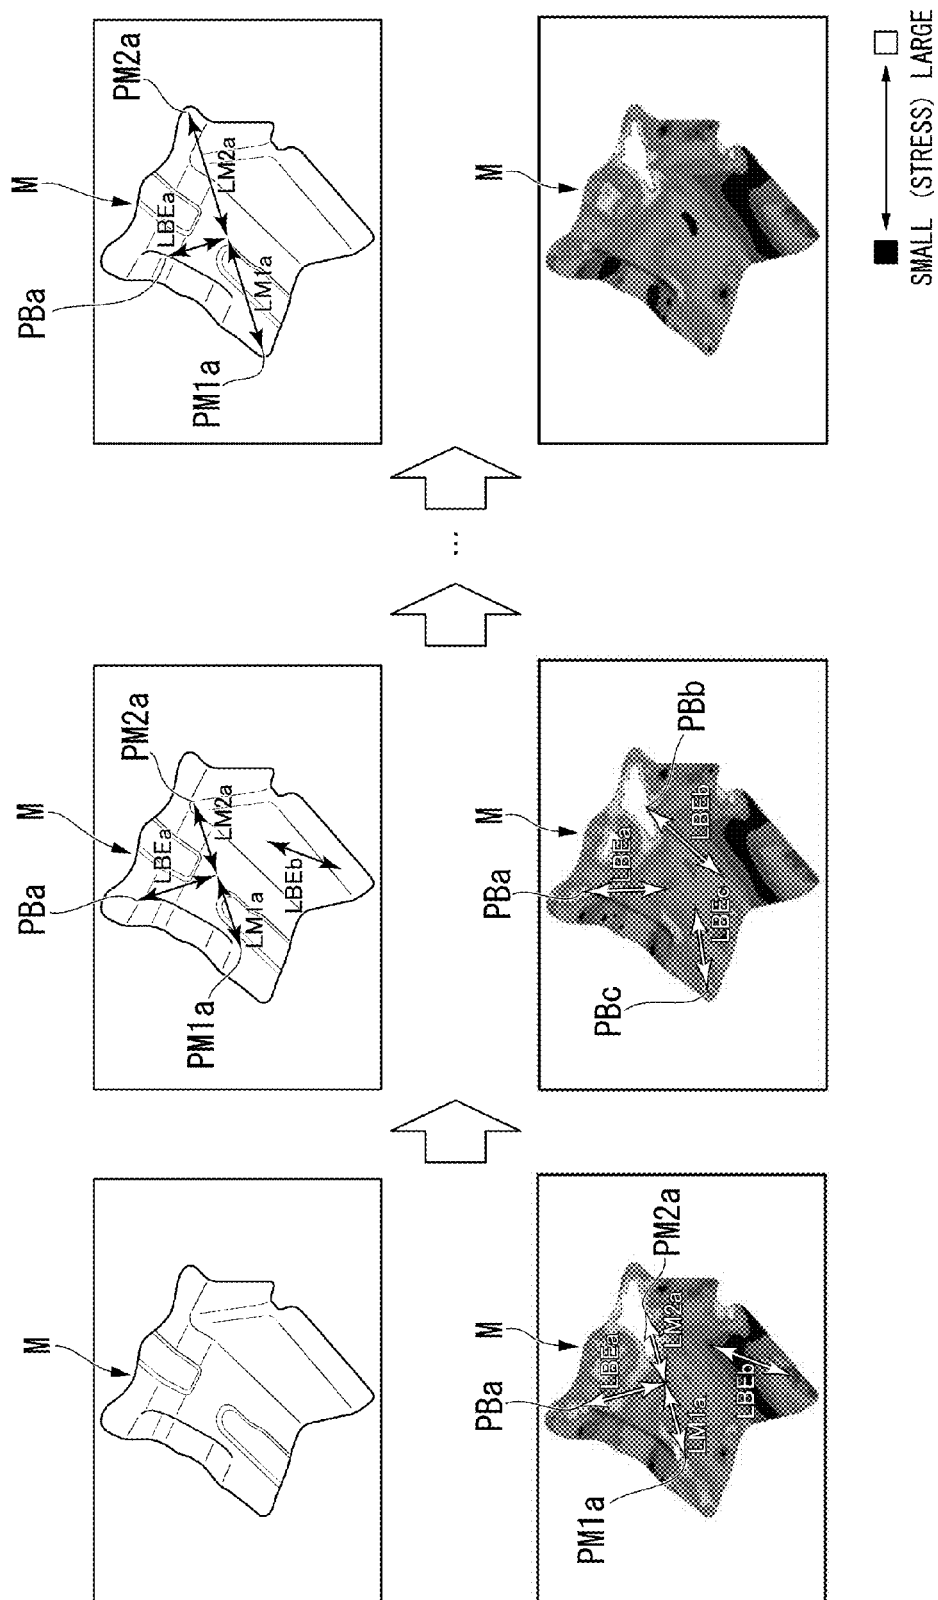 M
PBa
M
PM2a
PM1a
LBEa
LM2a
LM1a
LBEb
PBa
M
PM2a
PM1a
LBEa
LM2a
LM1a
...
PBa
M
PM2a
PM1a
LBEa
LM2a
LM1a
LBEb
PBa
M
PBb
PBc
LBEa
LBEb
LBEc
M
SMALL (STRESS) LARGE